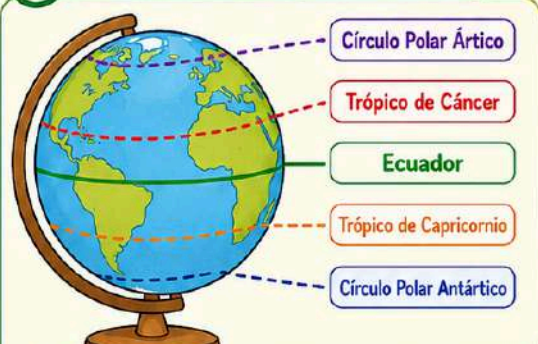 Círculo Polar Ártico
Trópico de Cáncer
Ecuador
Trópico de Capricornio
Círculo Polar Antártico